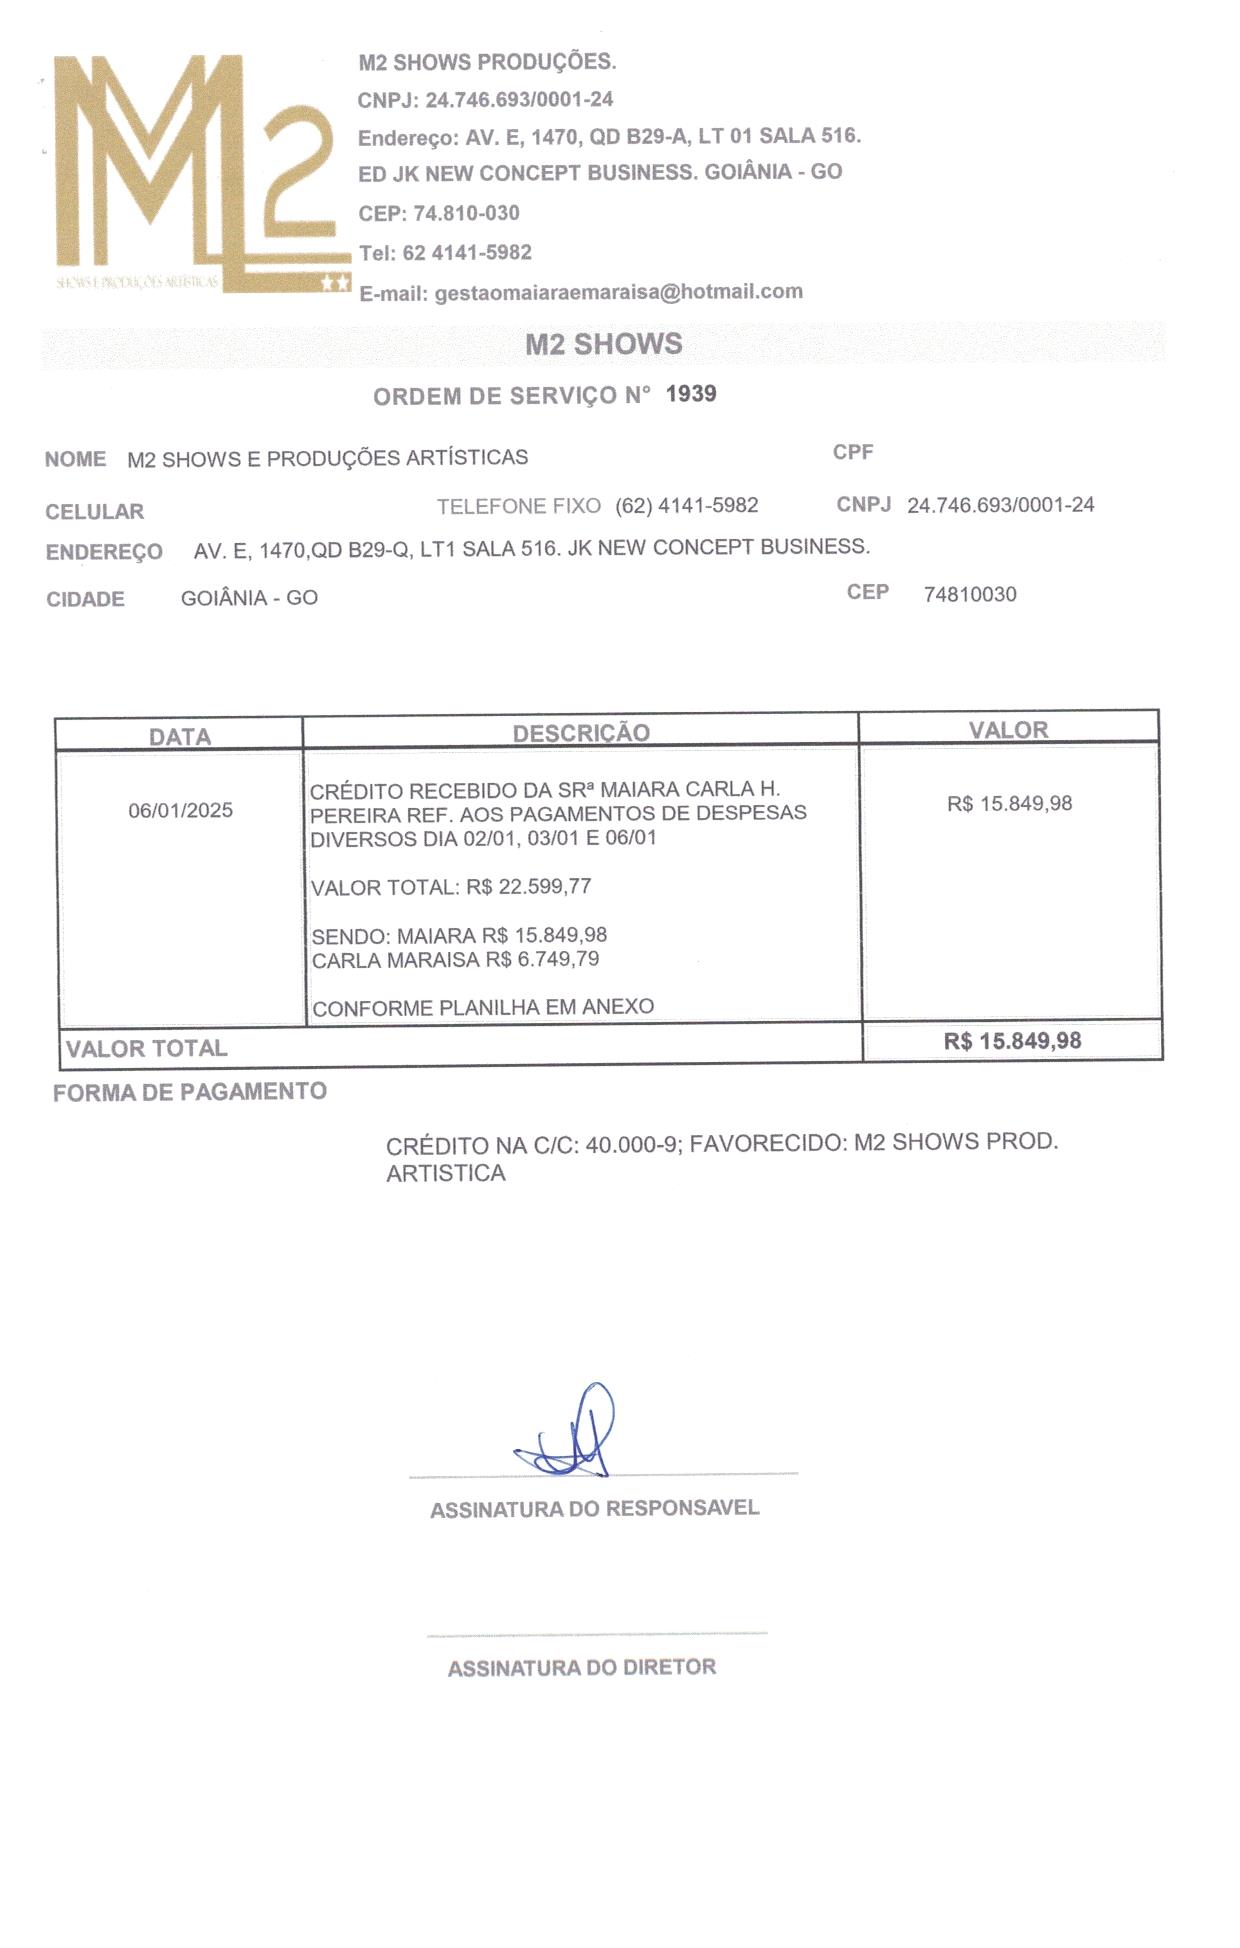 M2
SHOWS E PRODUÇÕES ARTÍSTICAS
M2 SHOWS PRODUÇÕES.
CNPJ: 24.746.693/0001-24
Endereço: AV. E, 1470, QD B29-A, LT 01 SALA 516.
ED JK NEW CONCEPT BUSINESS. GOIÂNIA - GO
CEP: 74.810-030
Tel: 62 4141-5982
E-mail: gestaomaiaraemaraisa@hotmail.com
M2 SHOWS
ORDEM DE SERVIÇO N° 1939
NOME M2 SHOWS E PRODUÇÕES ARTÍSTICAS CPF
CELULAR TELEFONE FIXO (62) 4141-5982 CNPJ 24.746.693/0001-24
ENDEREÇO AV. E, 1470,QD B29-Q, LT1 SALA 516. JK NEW CONCEPT BUSINESS.
CIDADE GOIÂNIA - GO CEP 74810030
DATA DESCRIÇÃO VALOR
06/01/2025 CRÉDITO RECEBIDO DA SRª MAIARA CARLA H. R$ 15.849,98
PEREIRA REF. AOS PAGAMENTOS DE DESPESAS
DIVERSOS DIA 02/01, 03/01 E 06/01
VALOR TOTAL: R$ 22.599,77
SENDO: MAIARA R$ 15.849,98
CARLA MARAISA R$ 6.749,79
CONFORME PLANILHA EM ANEXO
VALOR TOTAL R$ 15.849,98
FORMA DE PAGAMENTO
CRÉDITO NA C/C: 40.000-9; FAVORECIDO: M2 SHOWS PROD.
ARTISTICA
ASSINATURA DO RESPONSAVEL
ASSINATURA DO DIRETOR